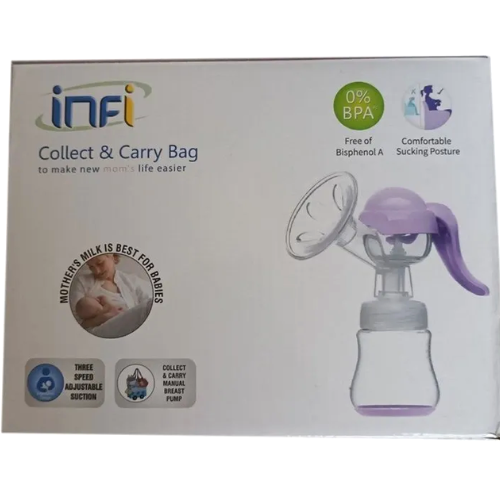 infi
Collect & Carry Bag
to make new mom's life easier
0%
BPA
Free of
Bisphenol A
Comfortable
Sucking Posture
MOTHER'S MILK IS BEST FOR BABIES
THREE
SPEED
ADJUSTABLE
SUCTION
COLLECT
& CARRY
MANUAL
BREAST
PUMP